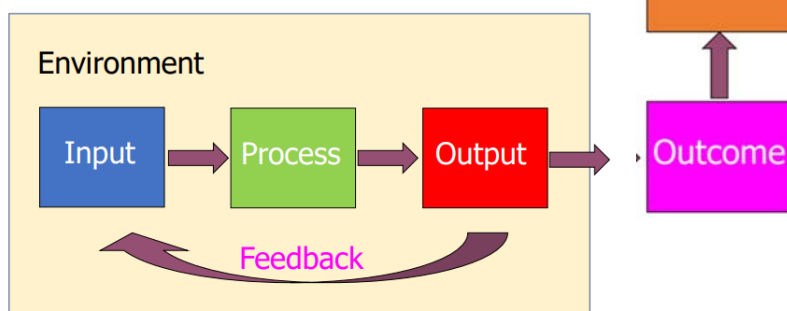 Environment
Input
Process
Output
Outcome
Feedback